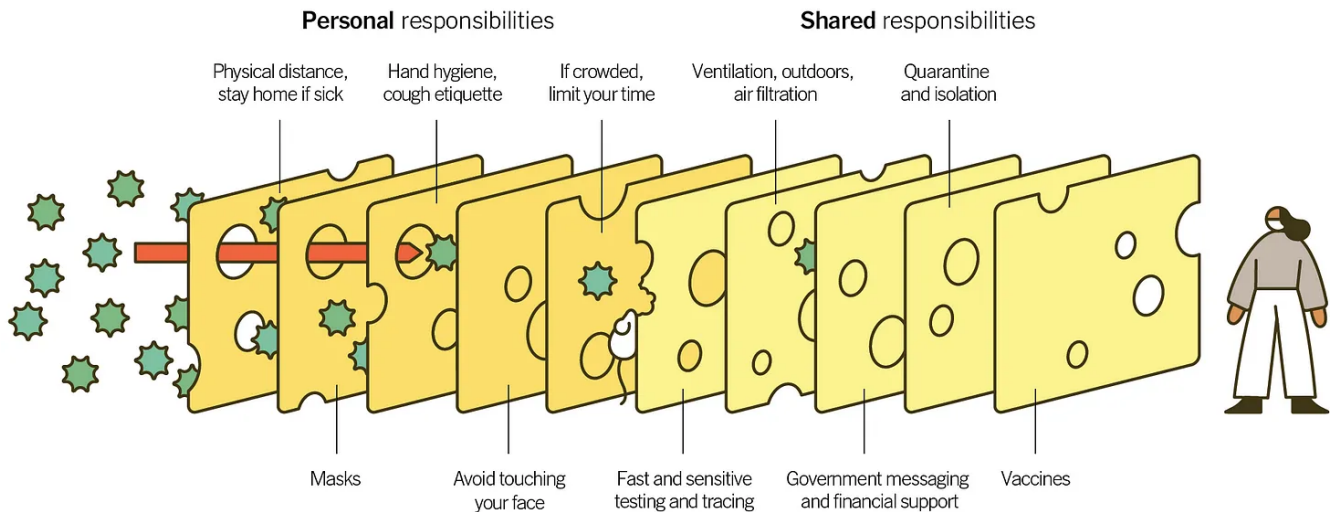 Personal responsibilities
Shared responsibilities
Physical distance,
stay home if sick
Hand hygiene,
cough etiquette
If crowded,
limit your time
Ventilation, outdoors,
air filtration
Quarantine
and isolation
Masks
Avoid touching
your face
Fast and sensitive
testing and tracing
Government messaging
and financial support
Vaccines